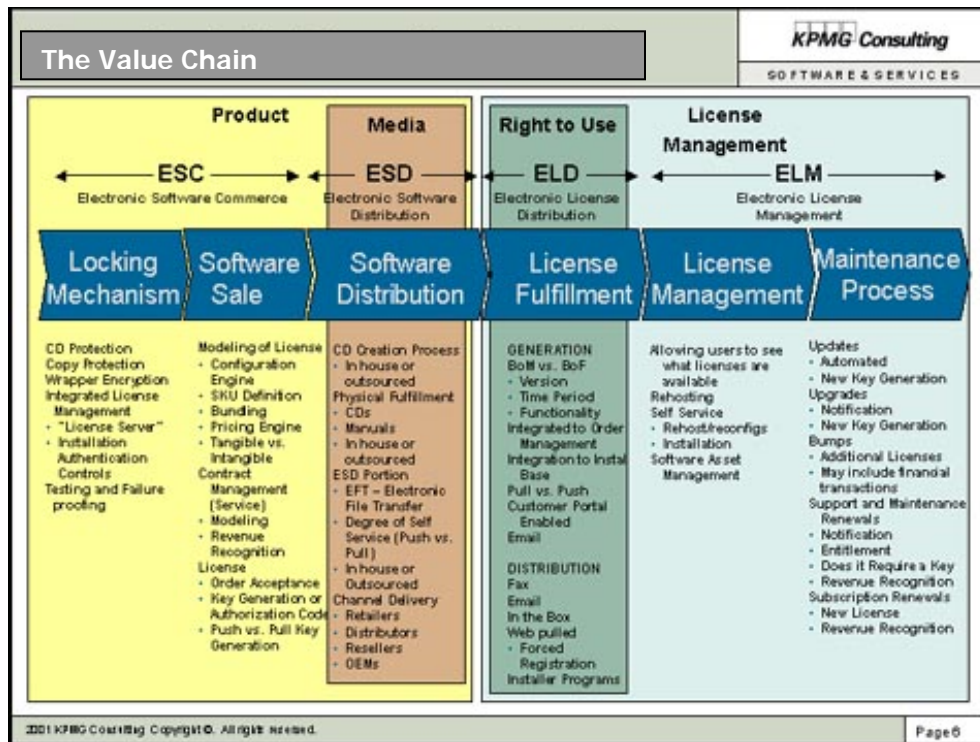 The Value Chain
KPMG Consulting
SOFTWARE & SERVICES
Product
Media
Right to Use
License
Management
ESC
Electronic Software Commerce
ESD
Electronic Software
Distribution
ELD
Electronic License
Distribution
ELM
Electronic License
Management
Locking
Mechanism
Software
Sale
Software
Distribution
License
Fulfillment
License
Management
Maintenance
Process
CD Protection
Copy Protection
Wrapper Encryption
Integrated License
Management
• "License Server"
• Installation
Authentication
Controls
Testing and Failure
proofing
Modeling of License
• Configuration
Engine
• SKU Definition
• Bunding
• Pricing Engine
• Tangible vs.
Intangible
Contract
Management
(Service)
• Modeling
• Revenue
Recognition
License
• Order Acceptance
• Key Generation or
Authorization Code
• Push vs. Pull Key
Generation
CD Creation Process
• In house or
outsourced
Physical Fulfillment
• CDs
• Manuals
• In house or
outsourced
ESD Portion
• EFT – Electronic
File Transfer
• Degree of Self
Service (Push vs.
Pull)
• In house or
Outsourced
Channel Delivery
• Retailers
• Distributors
• Resellers
• OEMs
GENERATION
BoM vs. BoF
• Version
• Time Period
• Functionality
Integrated to Order
Management
Integration to Instal
Base
Pull vs. Push
Customer Portal
Enabled
Email
DISTRIBUTION
Fax
Email
In the Box
Web pulled
• Forced
Registration
Installer Programs
Allowing users to see
what licenses are
available
Rehosting
Self Service
• Rehost/reconfigs
• Installation
Software Asset
Management
Updates
• Automated
• New Key Generation
Upgrades
• Notification
• New Key Generation
Bumps
• Additional Licenses
• May include financial
transactions
Support and Maintenance
Renewals
• Notification
• Entitlement
• Does it Require a Key
• Revenue Recognition
Subscription Renewals
• New License
• Revenue Recognition
2001 KPMG Consulting Copyright ©. All rights reserved.
Page 6